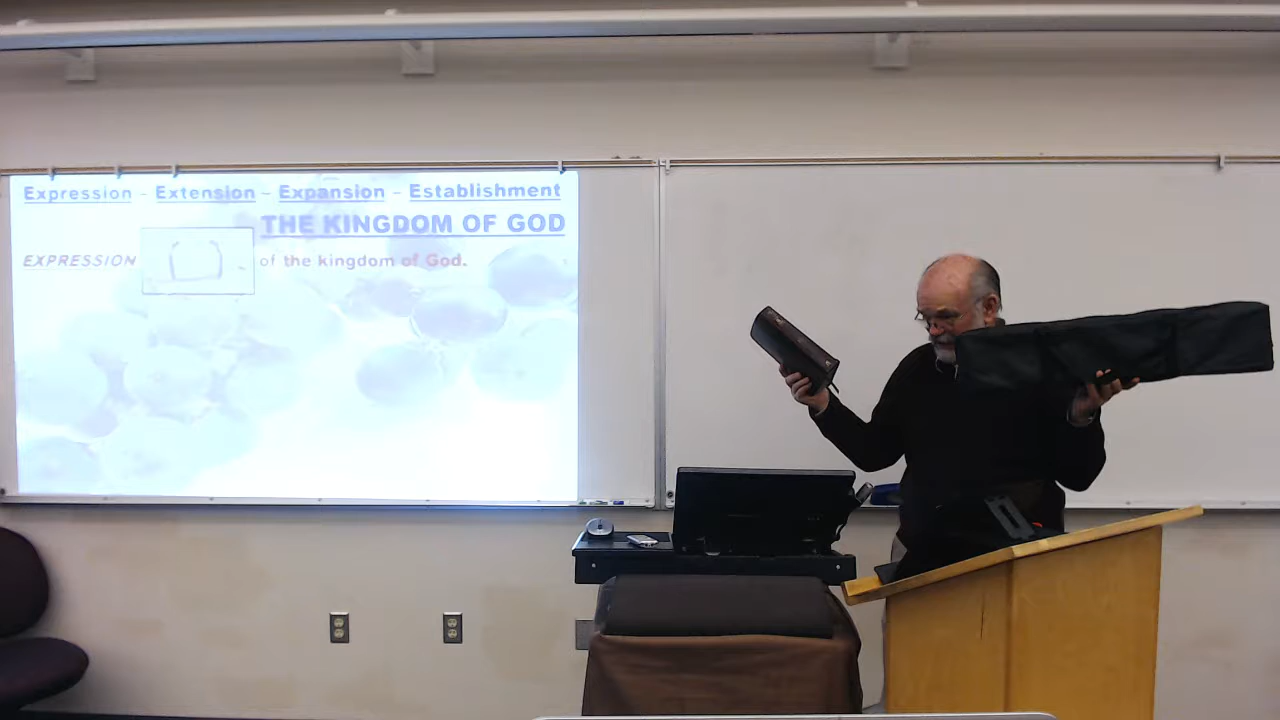 Expression – Extension – Expansion – Establishment
THE KINGDOM OF GOD
EXPRESSION of the kingdom of God.